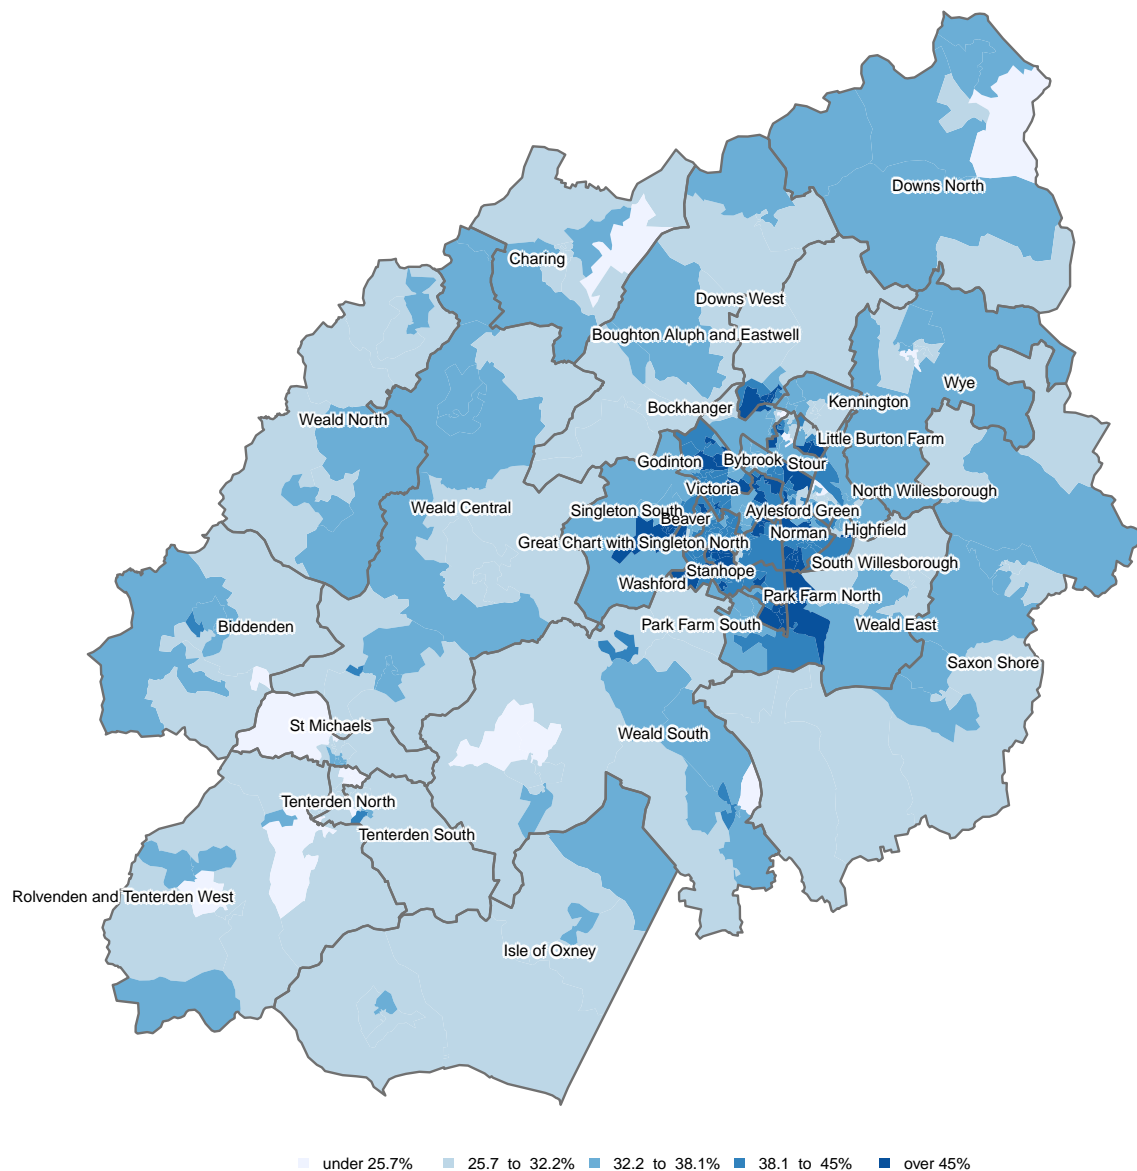 Downs North
Charing
Downs West
Boughton Aluph and Eastwell
Wye
Kennington
Bockhanger
Weald North
Little Burton Farm
Godinton
Bybrook
Stour
Victoria
North Willesborough
Weald Central
Singleton South
Aylesford Green
Beaver
Highfield
Norman
Great Chart with Singleton North
South Willesborough
Stanhope
Washford
Park Farm North
Biddenden
Park Farm South
Weald East
Saxon Shore
St Michaels
Weald South
Tenterden North
Tenterden South
Rolvenden and Tenterden West
Isle of Oxney
under 25.7% 25.7 to 32.2% 32.2 to 38.1% 38.1 to 45% over 45%